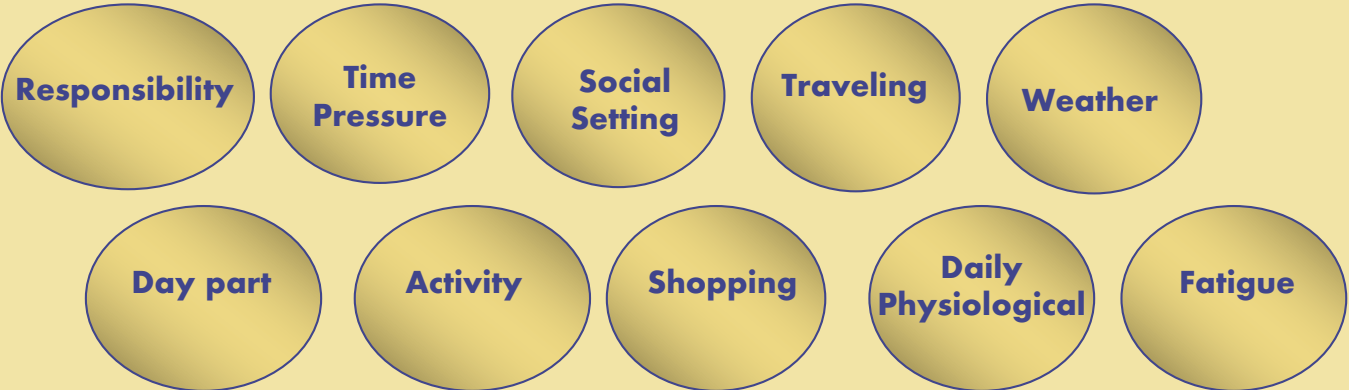 Responsibility
Time
Pressure
Social
Setting
Traveling
Weather
Day part
Activity
Shopping
Daily
Physiological
Fatigue